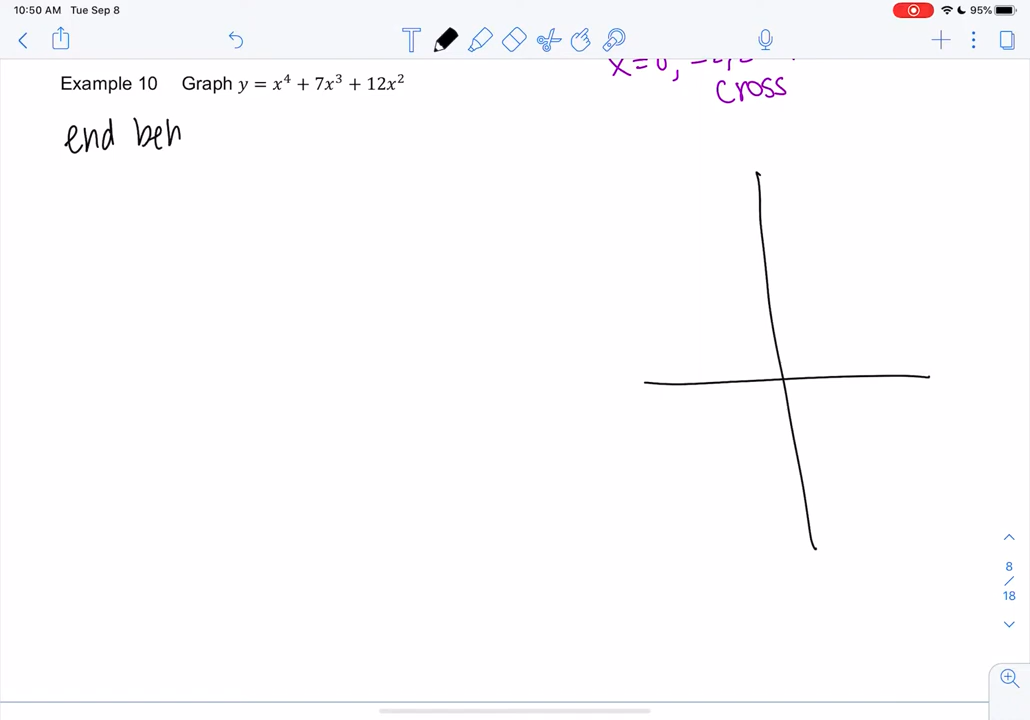 10:50 AM Tue Sep 8
95%
Example 10 Graph y = x⁴ + 7x³ + 12x²
cross
end beh
8
/
18